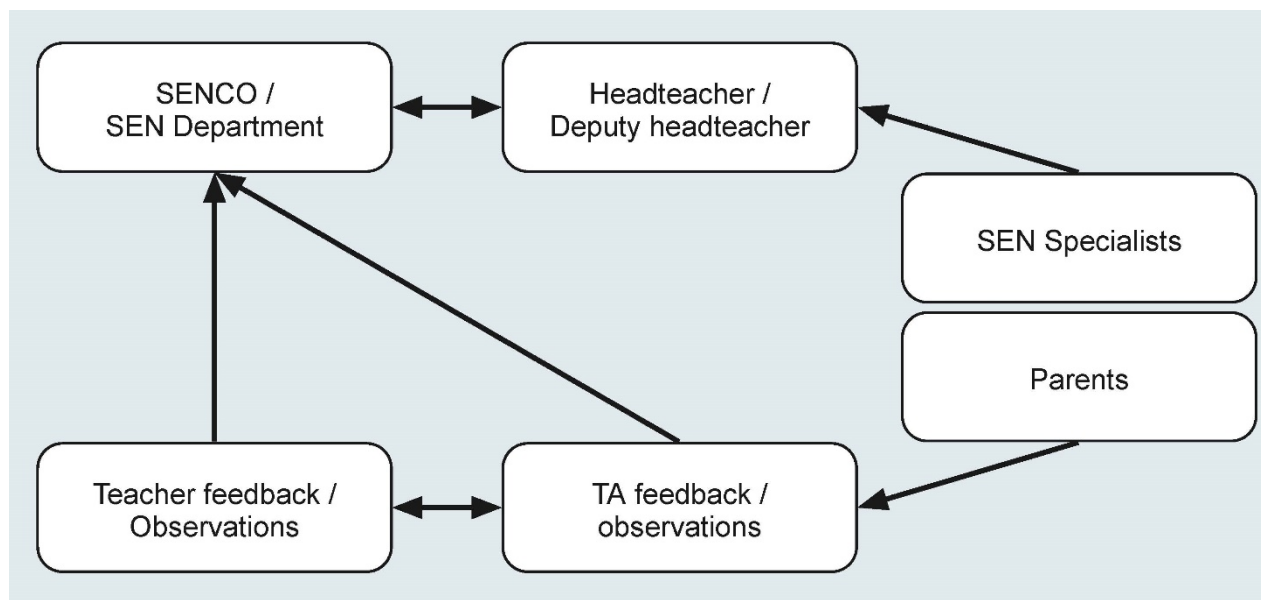 SENCO /
SEN Department
Headteacher /
Deputy headteacher
SEN Specialists
Parents
Teacher feedback /
Observations
TA feedback /
observations